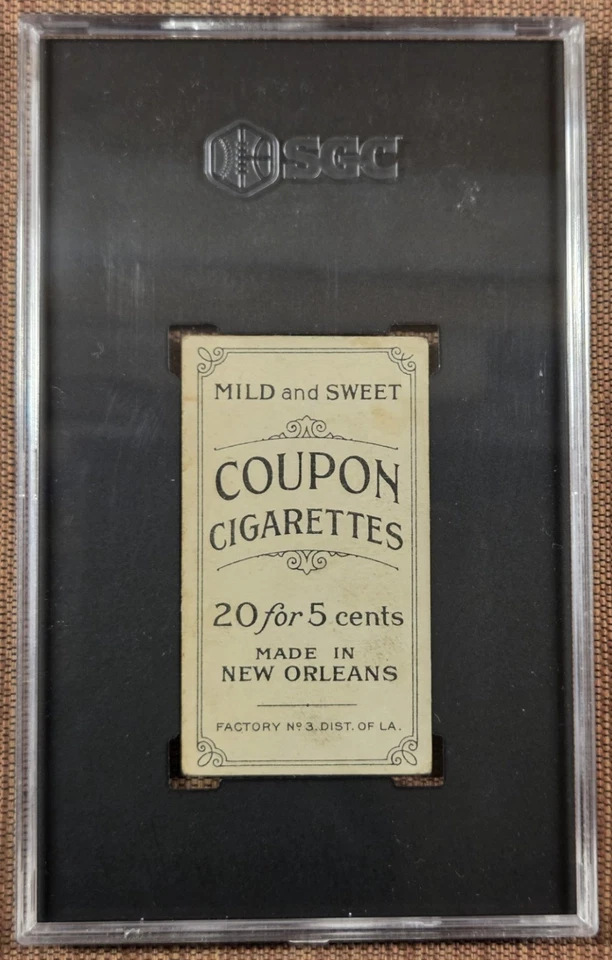 SGC
MILD and SWEET
COUPON
CIGARETTES
20 for 5 cents
MADE IN
NEW ORLEANS
FACTORY Nº 3. DIST. OF LA.